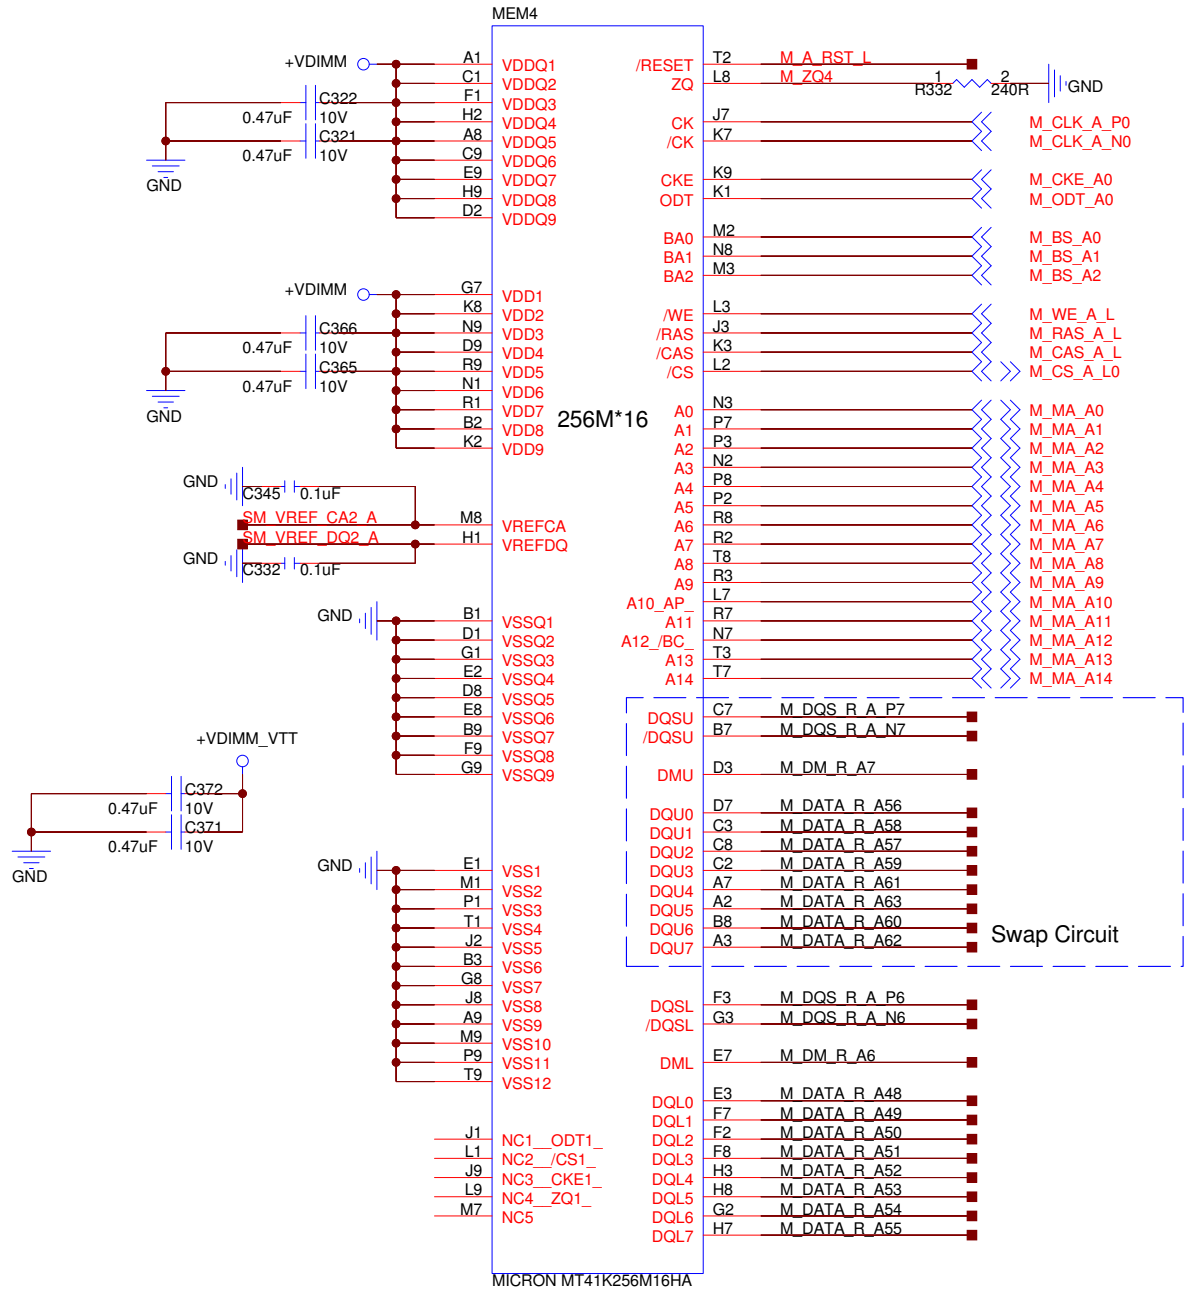 MEM4
+VDIMM
A1 VDDQ1
C1 VDDQ2
F1 VDDQ3
H2 VDDQ4
A8 VDDQ5
C9 VDDQ6
E9 VDDQ7
H9 VDDQ8
D2 VDDQ9
C322
0.47uF 10V
C321
0.47uF 10V
GND
+VDIMM
G7 VDD1
K8 VDD2
N9 VDD3
D9 VDD4
R9 VDD5
N1 VDD6
R1 VDD7
B2 VDD8
K2 VDD9
C366
0.47uF 10V
C365
0.47uF 10V
GND
256M*16
GND C345 0.1uF
SM_VREF_CA2_A M8 VREFCA
SM_VREF_DQ2_A H1 VREFDQ
GND C332 0.1uF
GND
B1 VSSQ1
D1 VSSQ2
G1 VSSQ3
E2 VSSQ4
D8 VSSQ5
E8 VSSQ6
B9 VSSQ7
F9 VSSQ8
G9 VSSQ9
+VDIMM_VTT
C372
0.47uF 10V
C371
0.47uF 10V
GND
GND
E1 VSS1
M1 VSS2
P1 VSS3
T1 VSS4
J2 VSS5
B3 VSS6
G8 VSS7
J8 VSS8
A9 VSS9
M9 VSS10
P9 VSS11
T9 VSS12
J1 NC1__ODT1_
L1 NC2__/CS1_
J9 NC3__CKE1_
L9 NC4__ZQ1_
M7 NC5
/RESET T2 M_A_RST_L
ZQ L8 M_ZQ4 1 2 GND
R332 240R
CK J7 M_CLK_A_P0
/CK K7 M_CLK_A_N0
CKE K9 M_CKE_A0
ODT K1 M_ODT_A0
BA0 M2 M_BS_A0
BA1 N8 M_BS_A1
BA2 M3 M_BS_A2
/WE L3 M_WE_A_L
/RAS J3 M_RAS_A_L
/CAS K3 M_CAS_A_L
/CS L2 M_CS_A_L0
A0 N3 M_MA_A0
A1 P7 M_MA_A1
A2 P3 M_MA_A2
A3 N2 M_MA_A3
A4 P8 M_MA_A4
A5 P2 M_MA_A5
A6 R8 M_MA_A6
A7 R2 M_MA_A7
A8 T8 M_MA_A8
A9 R3 M_MA_A9
A10_AP_ L7 M_MA_A10
A11 R7 M_MA_A11
A12_/BC_ N7 M_MA_A12
A13 T3 M_MA_A13
A14 T7 M_MA_A14
DQSU C7 M_DQS_R_A_P7
/DQSU B7 M_DQS_R_A_N7
DMU D3 M_DM_R_A7
DQU0 D7 M_DATA_R_A56
DQU1 C3 M_DATA_R_A58
DQU2 C8 M_DATA_R_A57
DQU3 C2 M_DATA_R_A59
DQU4 A7 M_DATA_R_A61
DQU5 A2 M_DATA_R_A63
DQU6 B8 M_DATA_R_A60
DQU7 A3 M_DATA_R_A62
Swap Circuit
DQSL F3 M_DQS_R_A_P6
/DQSL G3 M_DQS_R_A_N6
DML E7 M_DM_R_A6
DQL0 E3 M_DATA_R_A48
DQL1 F7 M_DATA_R_A49
DQL2 F2 M_DATA_R_A50
DQL3 F8 M_DATA_R_A51
DQL4 H3 M_DATA_R_A52
DQL5 H8 M_DATA_R_A53
DQL6 G2 M_DATA_R_A54
DQL7 H7 M_DATA_R_A55
MICRON MT41K256M16HA